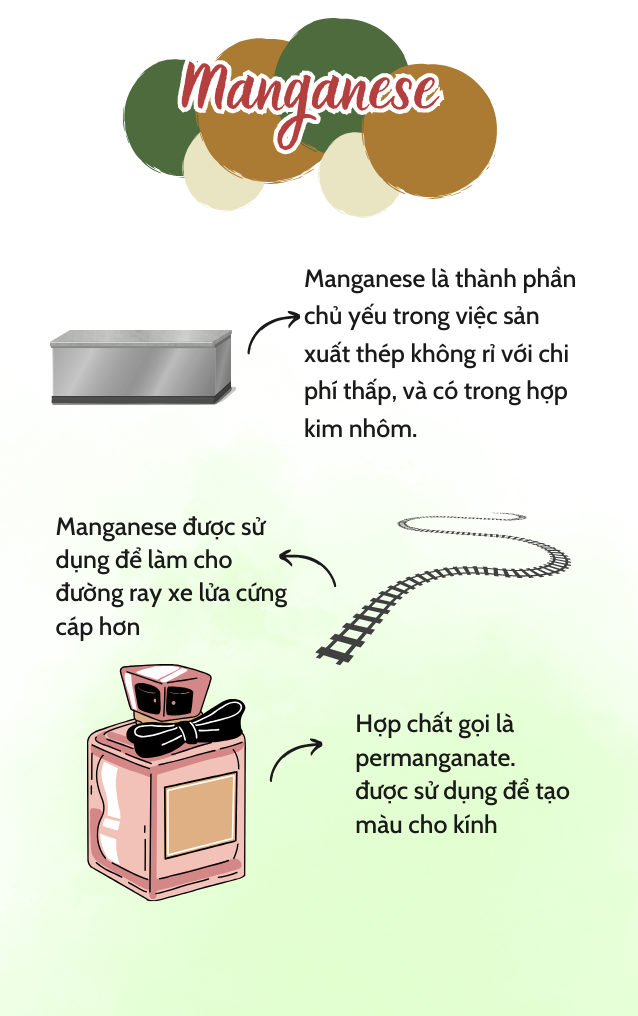 Manganese
Manganese là thành phần
chủ yếu trong việc sản
xuất thép không rỉ với chi
phí thấp, và có trong hợp
kim nhôm.
Manganese được sử
dụng để làm cho
đường ray xe lửa cứng
cáp hơn
Hợp chất gọi là
permanganate.
được sử dụng để tạo
màu cho kính